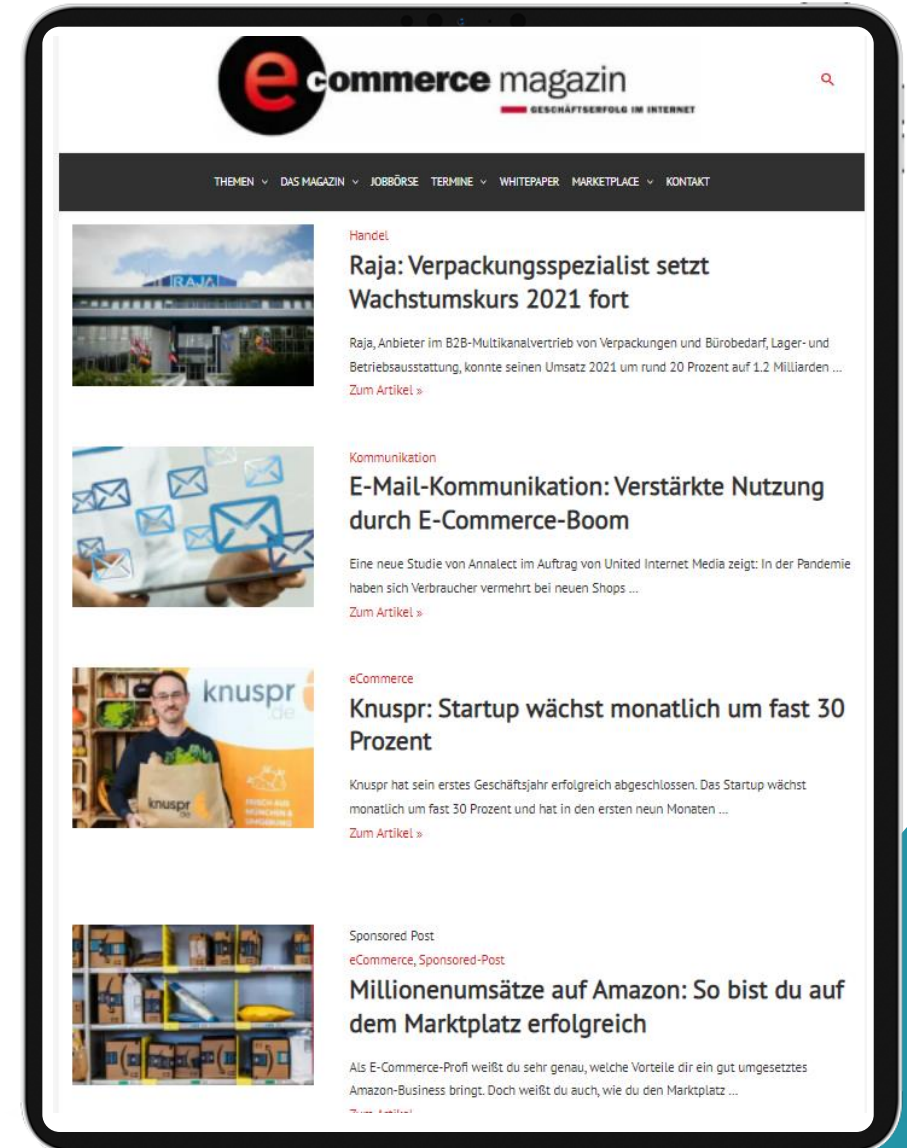 ecommerce magazin
GESCHÄFTSERFOLG IM INTERNET
THEMEN DAS MAGAZIN JOBBÖRSE TERMINE WHITEPAPER MARKETPLACE KONTAKT
RAJA
Handel
Raja: Verpackungsspezialist setzt
Wachstumskurs 2021 fort
Raja, Anbieter im B2B-Multikanalvertrieb von Verpackungen und Bürobedarf, Lager- und
Betriebsausstattung, konnte seinen Umsatz 2021 um rund 20 Prozent auf 1.2 Milliarden ...
Zum Artikel »
Kommunikation
E-Mail-Kommunikation: Verstärkte Nutzung
durch E-Commerce-Boom
Eine neue Studie von Annalect im Auftrag von United Internet Media zeigt: In der Pandemie
haben sich Verbraucher vermehrt bei neuen Shops ...
Zum Artikel »
knuspr
.de
FRISCH AUS
MÜNCHEN &
UMGEBUNG
knuspr
.de
eCommerce
Knuspr: Startup wächst monatlich um fast 30
Prozent
Knuspr hat sein erstes Geschäftsjahr erfolgreich abgeschlossen. Das Startup wächst
monatlich um fast 30 Prozent und hat in den ersten neun Monaten ...
Zum Artikel »
Sponsored Post
eCommerce, Sponsored-Post
Millionenumsätze auf Amazon: So bist du auf
dem Marktplatz erfolgreich
Als E-Commerce-Profi weißt du sehr genau, welche Vorteile dir ein gut umgesetztes
Amazon-Business bringt. Doch weißt du auch, wie du den Marktplatz ...